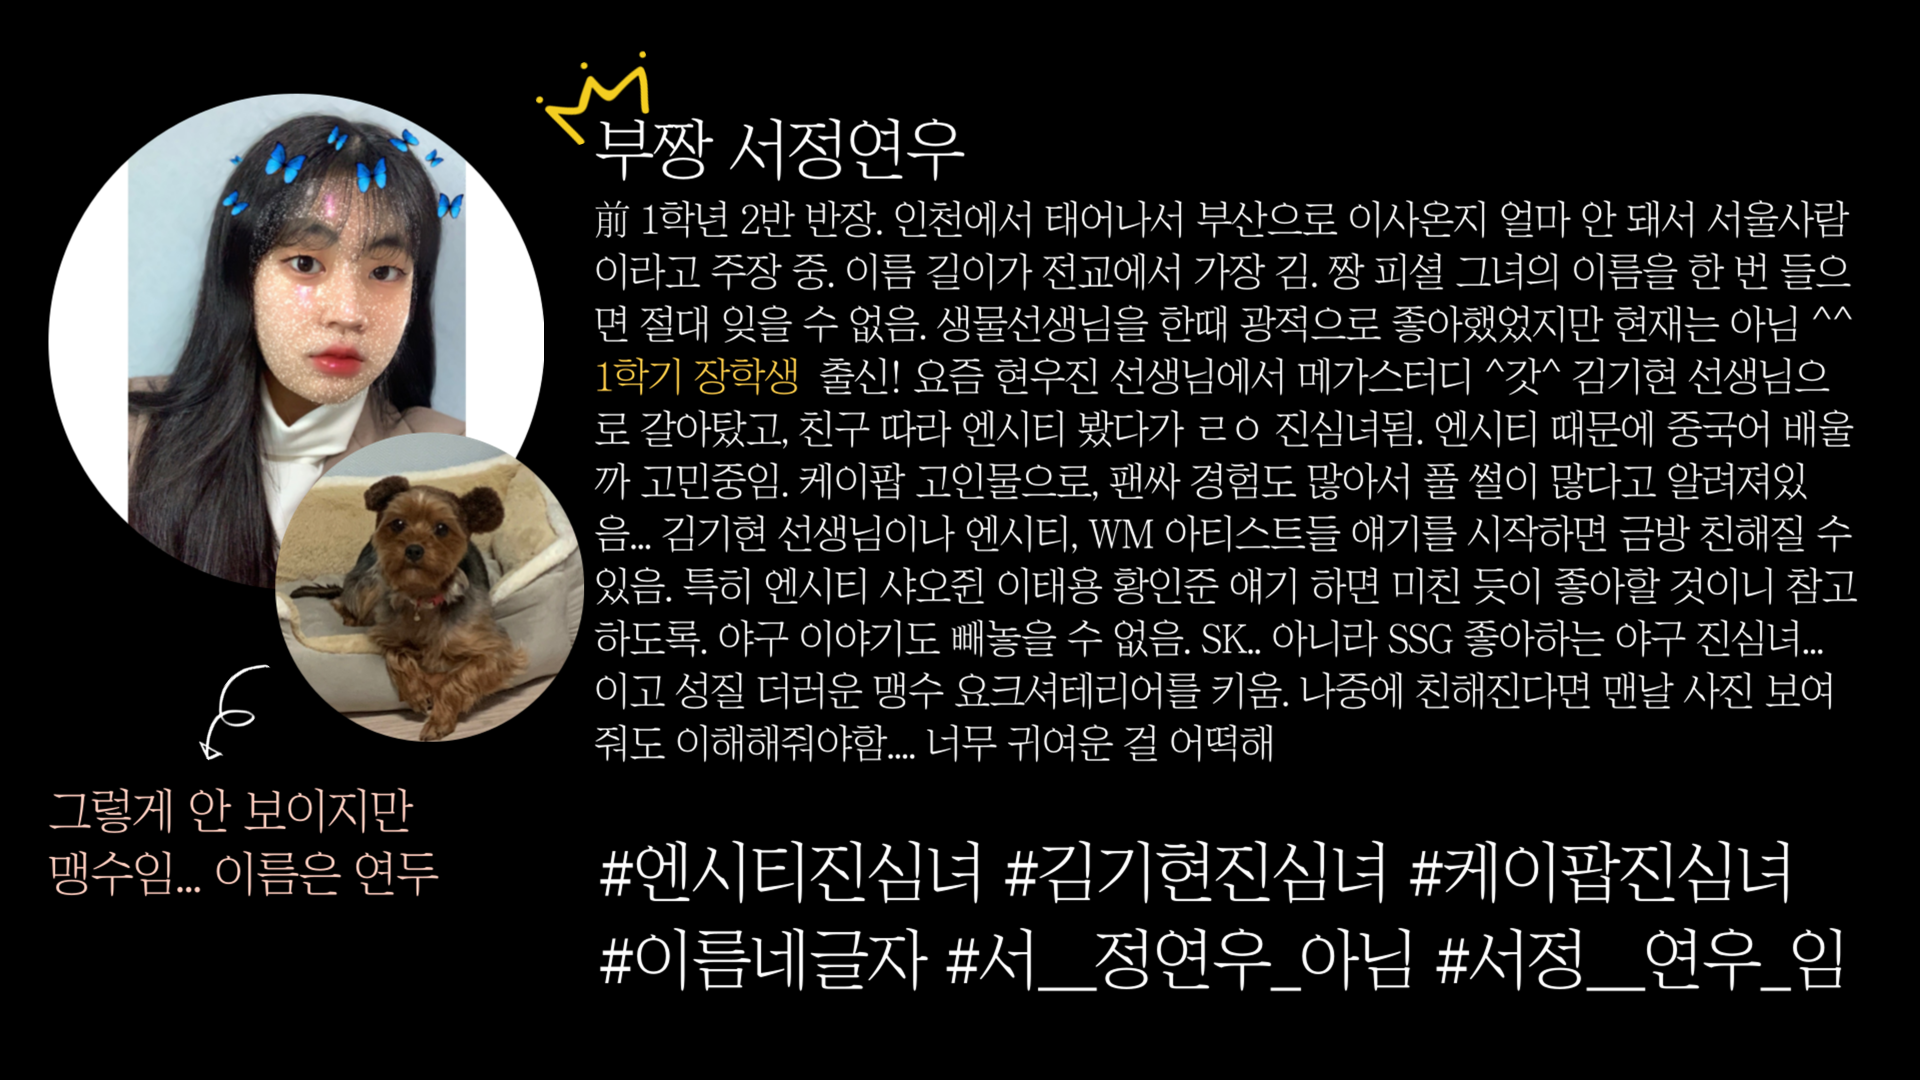 부짱 서정연우
前 1학년 2반 반장. 인천에서 태어나서 부산으로 이사온지 얼마 안 돼서 서울사람
이라고 주장 중. 이름 길이가 전교에서 가장 김. 짱 피셜 그녀의 이름을 한 번 들으
면 절대 잊을 수 없음. 생물선생님을 한때 광적으로 좋아했었지만 현재는 아님 ^^
1학기 장학생 출신! 요즘 현우진 선생님에서 메가스터디 ^갓^ 김기현 선생님으
로 갈아탔고, 친구 따라 엔시티 봤다가 ㄹㅇ 진심녀됨. 엔시티 때문에 중국어 배울
까 고민중임. 케이팝 고인물으로, 팬싸 경험도 많아서 풀 썰이 많다고 알려져있
음... 김기현 선생님이나 엔시티, WM 아티스트들 얘기를 시작하면 금방 친해질 수
있음. 특히 엔시티 샤오쥔 이태용 황인준 얘기 하면 미친 듯이 좋아할 것이니 참고
하도록. 야구 이야기도 빼놓을 수 없음. SK.. 아니라 SSG 좋아하는 야구 진심녀...
이고 성질 더러운 맹수 요크셔테리어를 키움. 나중에 친해진다면 맨날 사진 보여
줘도 이해해줘야함.... 너무 귀여운 걸 어떡해
그렇게 안 보이지만
맹수임... 이름은 연두
#엔시티진심녀 #김기현진심녀 #케이팝진심녀
#이름네글자 #서__정연우_아님 #서정__연우_임